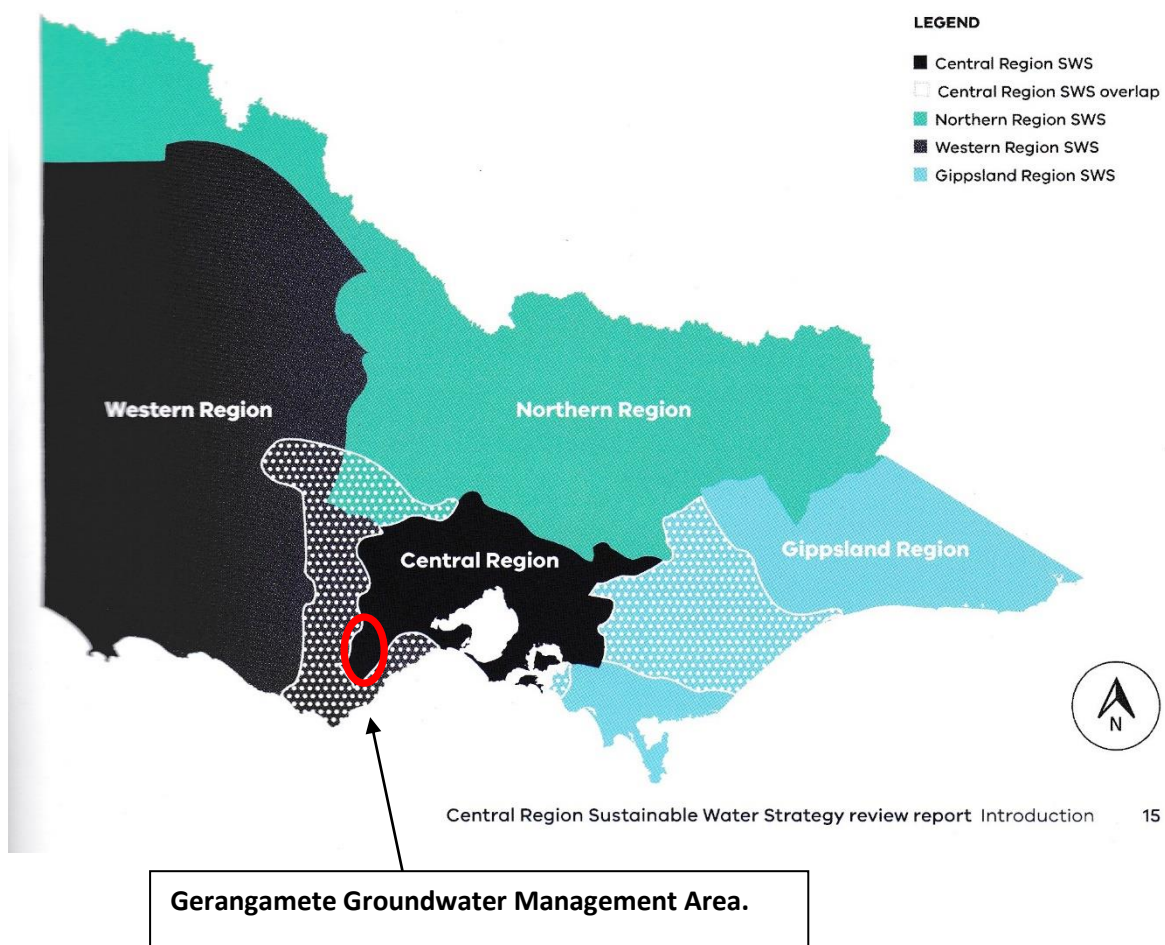 LEGEND
Central Region SWS
Central Region SWS overlap
Northern Region SWS
Western Region SWS
Gippsland Region SWS
Western Region
Northern Region
Central Region
Gippsland Region
N
Central Region Sustainable Water Strategy review report Introduction 15
Gerangamete Groundwater Management Area.